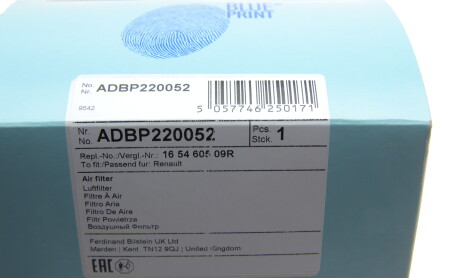 BLUE
PRINT
No.
Nr. ADBP220052
9542
5 057746 250171
Nr.
No. ADBP220052
Pcs.
Stck. 1
Repl.-No./Vergl.-Nr.: 16 54 605 09R
To fit:/Passend für: Renault
Air filter
Luftfilter
Filtre À Air
Filtro Aria
Filtro De Aire
Filtr Powietrza
Воздушный Фильтр
Ferdinand Bilstein UK Ltd
Marden | Kent TN12 9QJ | United Kingdom
EAC